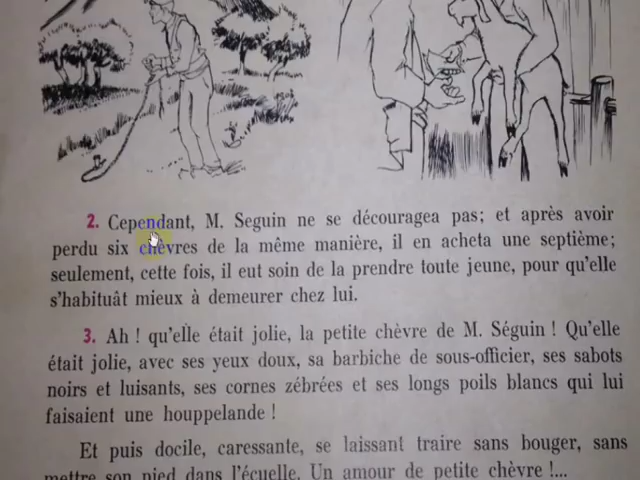 2. Cependant, M. Seguin ne se découragea pas; et après avoir
perdu six chèvres de la même manière, il en acheta une septième;
seulement, cette fois, il eut soin de la prendre toute jeune, pour qu'elle
s'habituât mieux à demeurer chez lui.
3. Ah ! qu'elle était jolie, la petite chèvre de M. Séguin ! Qu'elle
était jolie, avec ses yeux doux, sa barbiche de sous-officier, ses sabots
noirs et luisants, ses cornes zébrées et ses longs poils blancs qui lui
faisaient une houppelande !
Et puis docile, caressante, se laissant traire sans bouger, sans
mettre son pied dans l'écuelle. Un amour de petite chèvre !...